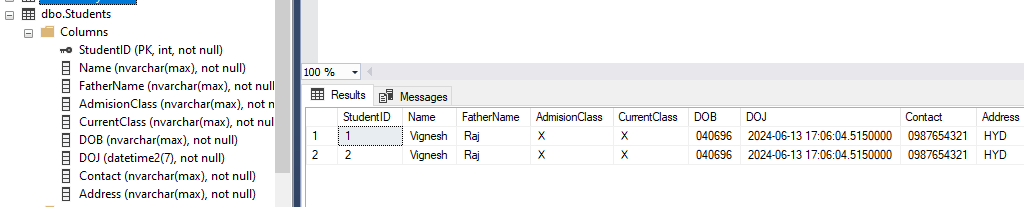 dbo.Students
Columns
StudentID (PK, int, not null)
Name (nvarchar(max), not null)
FatherName (nvarchar(max), not null)
AdmisionClass (nvarchar(max), not n
CurrentClass (nvarchar(max), not nu
DOB (nvarchar(max), not null)
DOJ (datetime2(7), not null)
Contact (nvarchar(max), not null)
Address (nvarchar(max), not null)
100 %
Results Messages
StudentID Name FatherName AdmisionClass CurrentClass DOB DOJ Contact Address
1 1 Vignesh Raj X X 040696 2024-06-13 17:06:04.5150000 0987654321 HYD
2 2 Vignesh Raj X X 040696 2024-06-13 17:06:04.5150000 0987654321 HYD